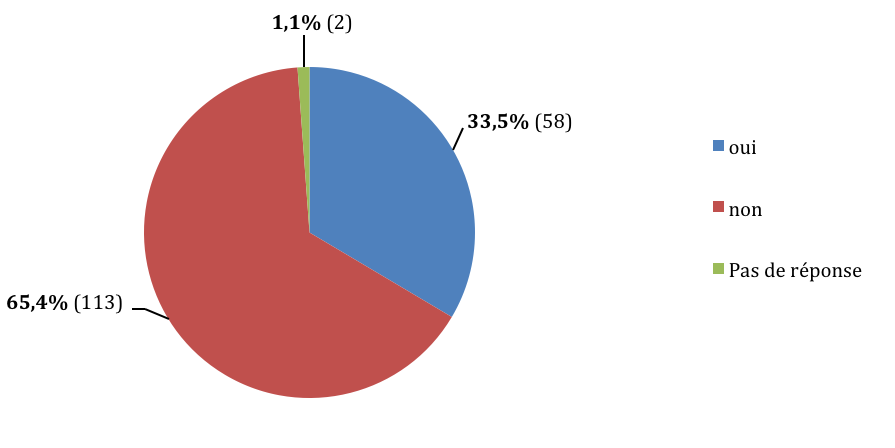 1,1% (2)
33,5% (58)
65,4% (113)
oui
non
Pas de réponse